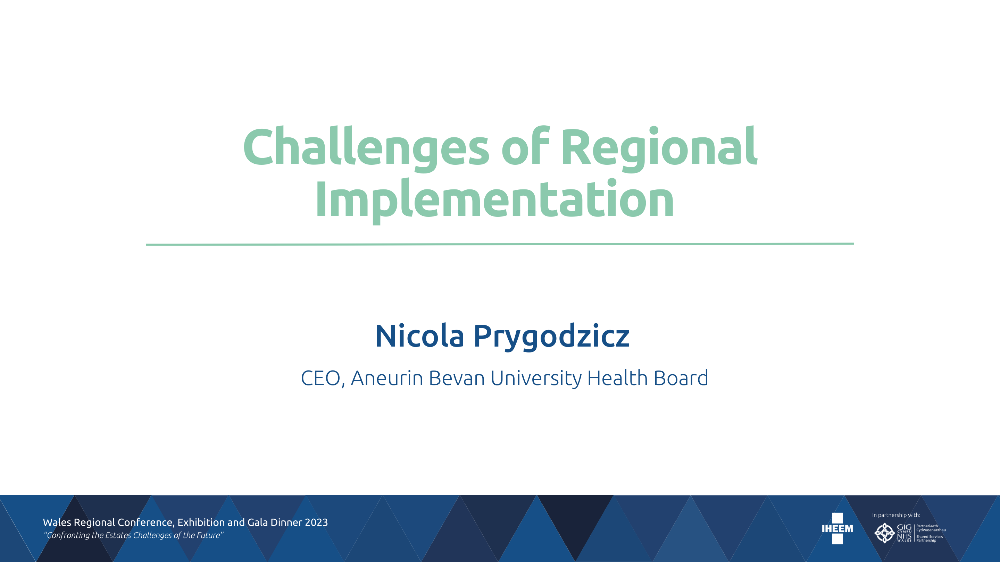 Challenges of Regional
Implementation
Nicola Prygodzicz
CEO, Aneurin Bevan University Health Board
Wales Regional Conference, Exhibition and Gala Dinner 2023
"Confronting the Estates Challenges of the Future"
IHEEM
In partnership with:
GIG
CYMRU
NHS
WALES
Partneriaeth
Cydwasanaethau
Shared Services
Partnership